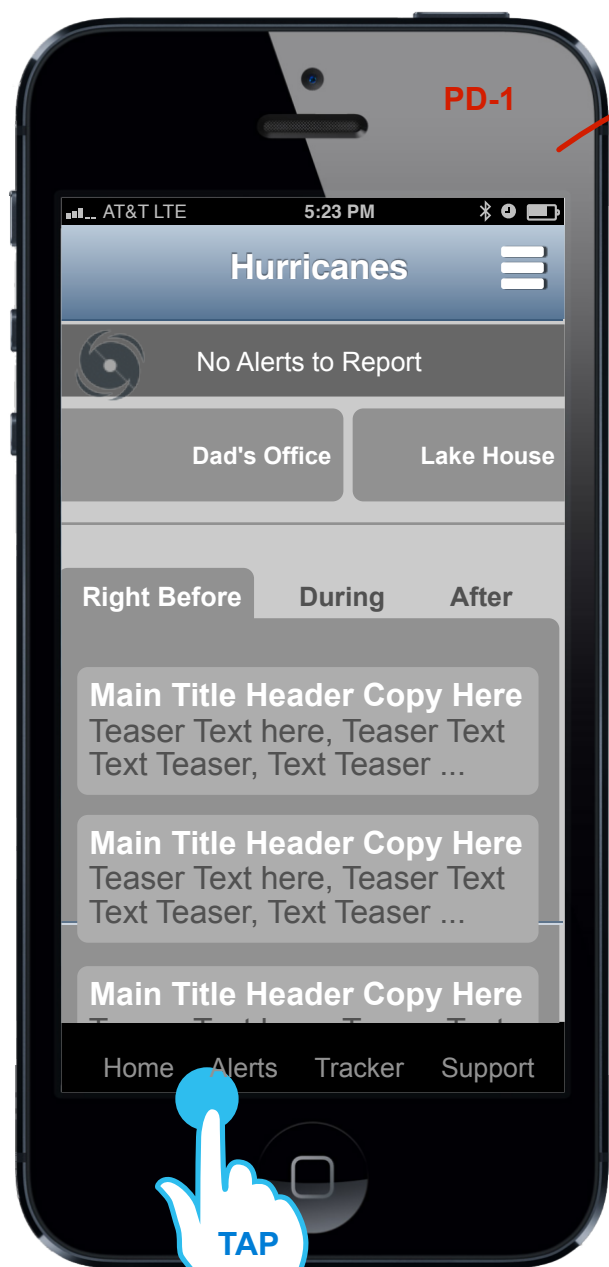 PD-1
AT&T LTE 5:23 PM
Hurricanes
No Alerts to Report
Dad's Office Lake House
Right Before During After
Main Title Header Copy Here
Teaser Text here, Teaser Text
Text Teaser, Text Teaser ...
Main Title Header Copy Here
Teaser Text here, Teaser Text
Text Teaser, Text Teaser ...
Main Title Header Copy Here
Home Alerts Tracker Support
TAP